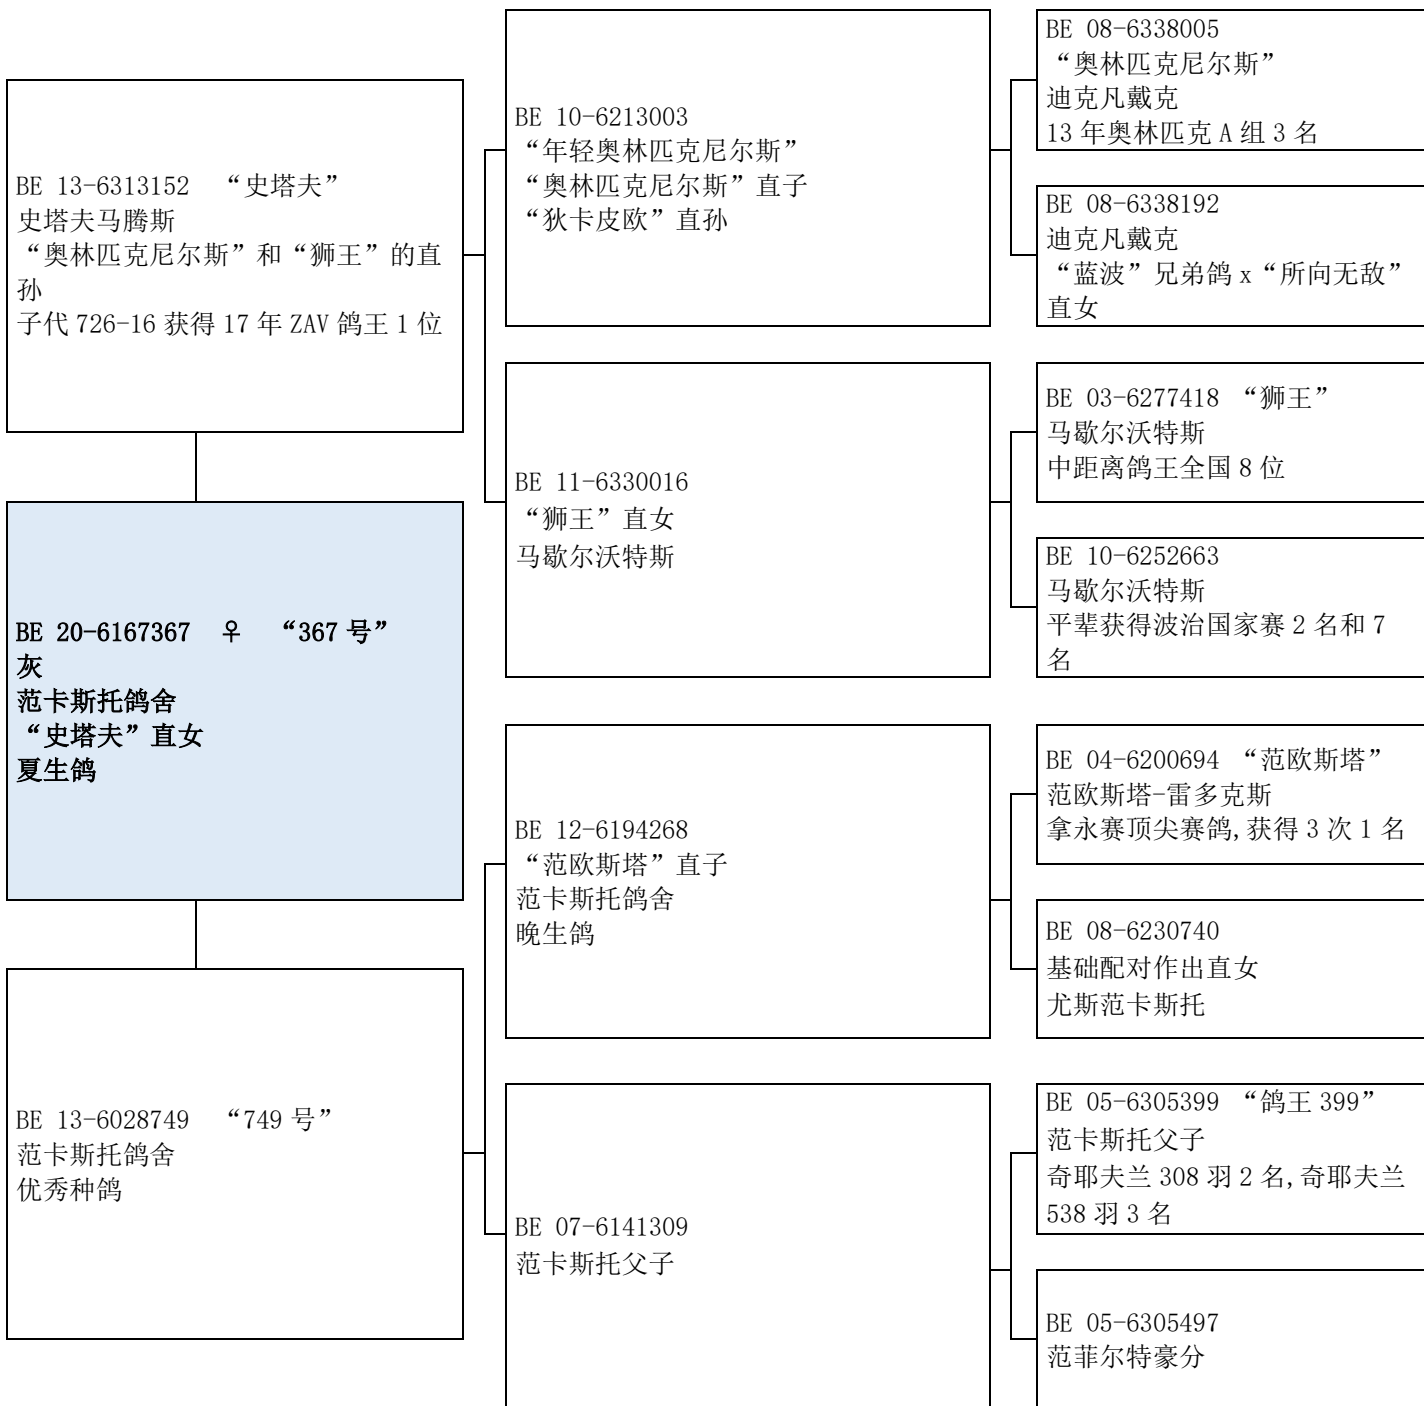 BE 13-6313152 “史塔夫”
史塔夫马腾斯
“奥林匹克尼尔斯”和“狮王”的直
孙
子代 726-16 获得 17 年 ZAV 鸽王 1 位
BE 20-6167367 ♀ “367 号”
灰
范卡斯托鸽舍
“史塔夫”直女
夏生鸽
BE 13-6028749 “749 号”
范卡斯托鸽舍
优秀种鸽
BE 10-6213003
“年轻奥林匹克尼尔斯”
“奥林匹克尼尔斯”直子
“狄卡皮欧”直孙
BE 11-6330016
“狮王”直女
马歇尔沃特斯
BE 12-6194268
“范欧斯塔”直子
范卡斯托鸽舍
晚生鸽
BE 07-6141309
范卡斯托父子
BE 08-6338005
“奥林匹克尼尔斯”
迪克凡戴克
13 年奥林匹克 A 组 3 名
BE 08-6338192
迪克凡戴克
“蓝波”兄弟鸽 x“所向无敌”
直女
BE 03-6277418 “狮王”
马歇尔沃特斯
中距离鸽王全国 8 位
BE 10-6252663
马歇尔沃特斯
平辈获得波治国家赛 2 名和 7
名
BE 04-6200694 “范欧斯塔”
范欧斯塔-雷多克斯
拿永赛顶尖赛鸽,获得 3 次 1 名
BE 08-6230740
基础配对作出直女
尤斯范卡斯托
BE 05-6305399 “鸽王 399”
范卡斯托父子
奇耶夫兰 308 羽 2 名,奇耶夫兰
538 羽 3 名
BE 05-6305497
范菲尔特豪分